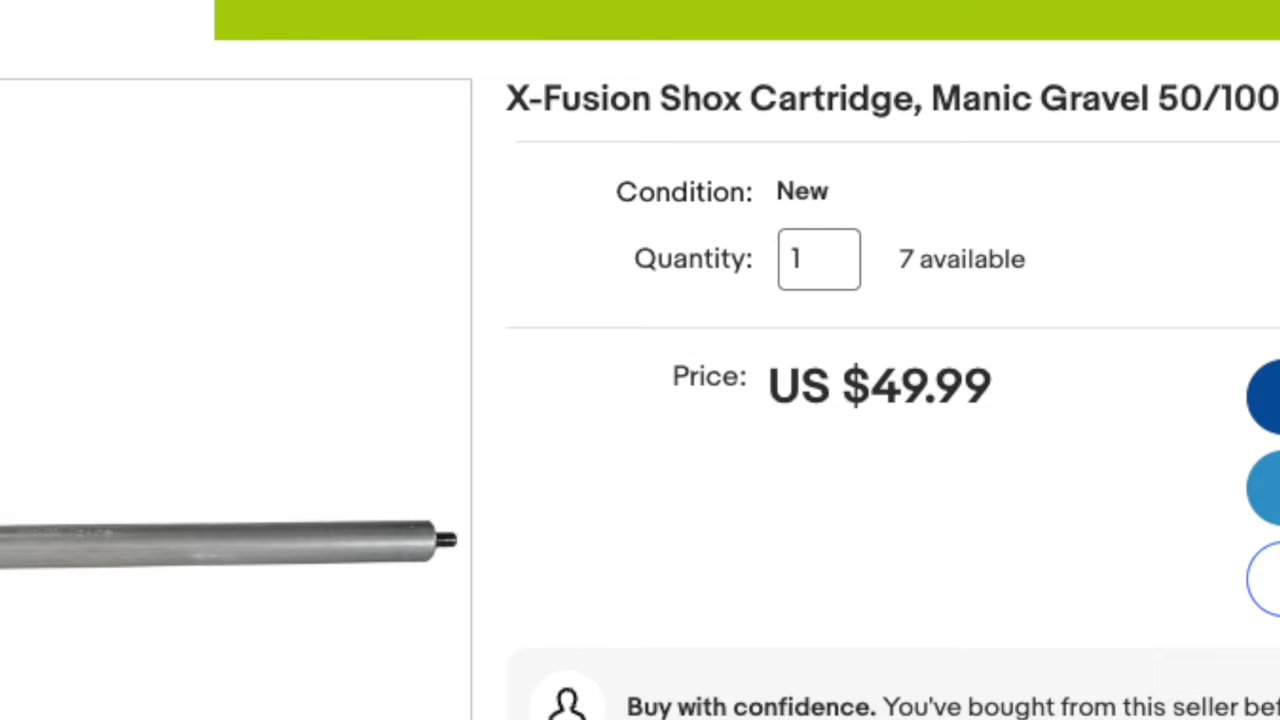 X-Fusion Shox Cartridge, Manic Gravel 50/100
Condition: New
Quantity: 1 7 available
Price: US $49.99
Buy with confidence. You've bought from this seller bef